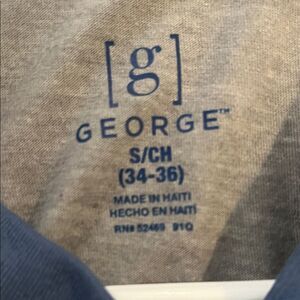 [g]
GEORGE™
S/CH
(34-36)
MADE IN HAITI
HECHO EN HAITI
RN# 52469 91Q